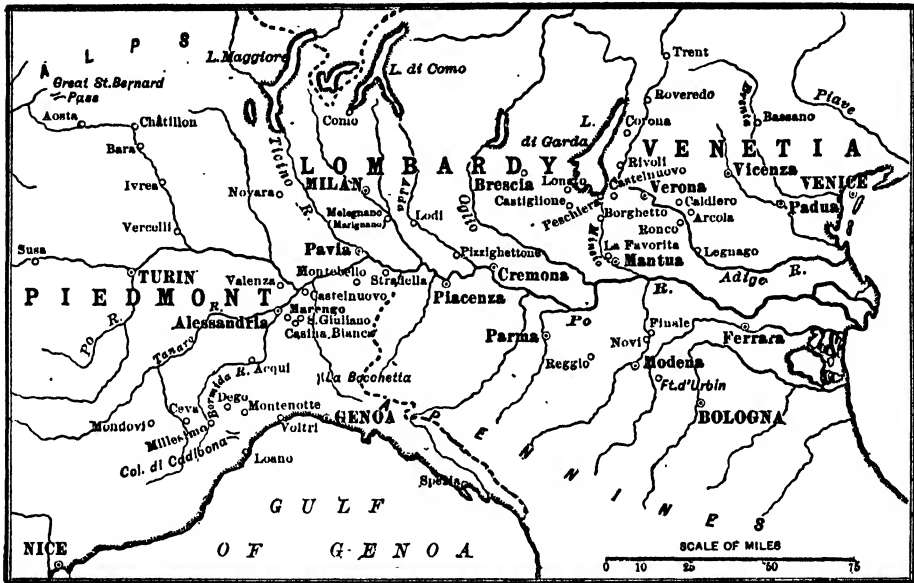 ALPS
Great St. Bernard
Pass
L. Maggiore
L. di Como
Trent
Aosta
Châtillon
Como
Roveredo
Brenta
Bassano
Piave
Bara
Ticino R.
Corona
L.
di Garda
LOMBARDY
VENETIA
Ivrea
Novara
MILAN
Adda
Oglio
Brescia
Castiglione
Rivoli
Castelnuovo
Verona
Vicenza
VENICE
Padua
Verculli
Melegnano
(Marignano)
Lodi
Peschiera
Borghetto
Caldiero
Arcola
Ronco
Susa
TURIN
Pavia
Pizzighettone
Mincio
La Favorita
Mantua
Legnago
Adige R.
Valenza
Montebello
Stradella
Cremona
Piacenza
PIEDMONT
Castelnuovo
Alessandria
Marengo
S. Giuliano
Casina Bianca
Po R.
Tanaro R.
Po R.
Parma
Reggio
Finale
Novi
Modena
Ferrara
Ft. d'Urbin
BOLOGNA
Bormida R.
Acqui
La Bocchetta
Mondovi
Ceva
Dego
Millesimo
Montenotte
Voltri
GENOA
Col. di Cadibona
Loano
Spezia
APENNINES
GULF
OF GENOA
NICE
SCALE OF MILES
0 10 25 50 75